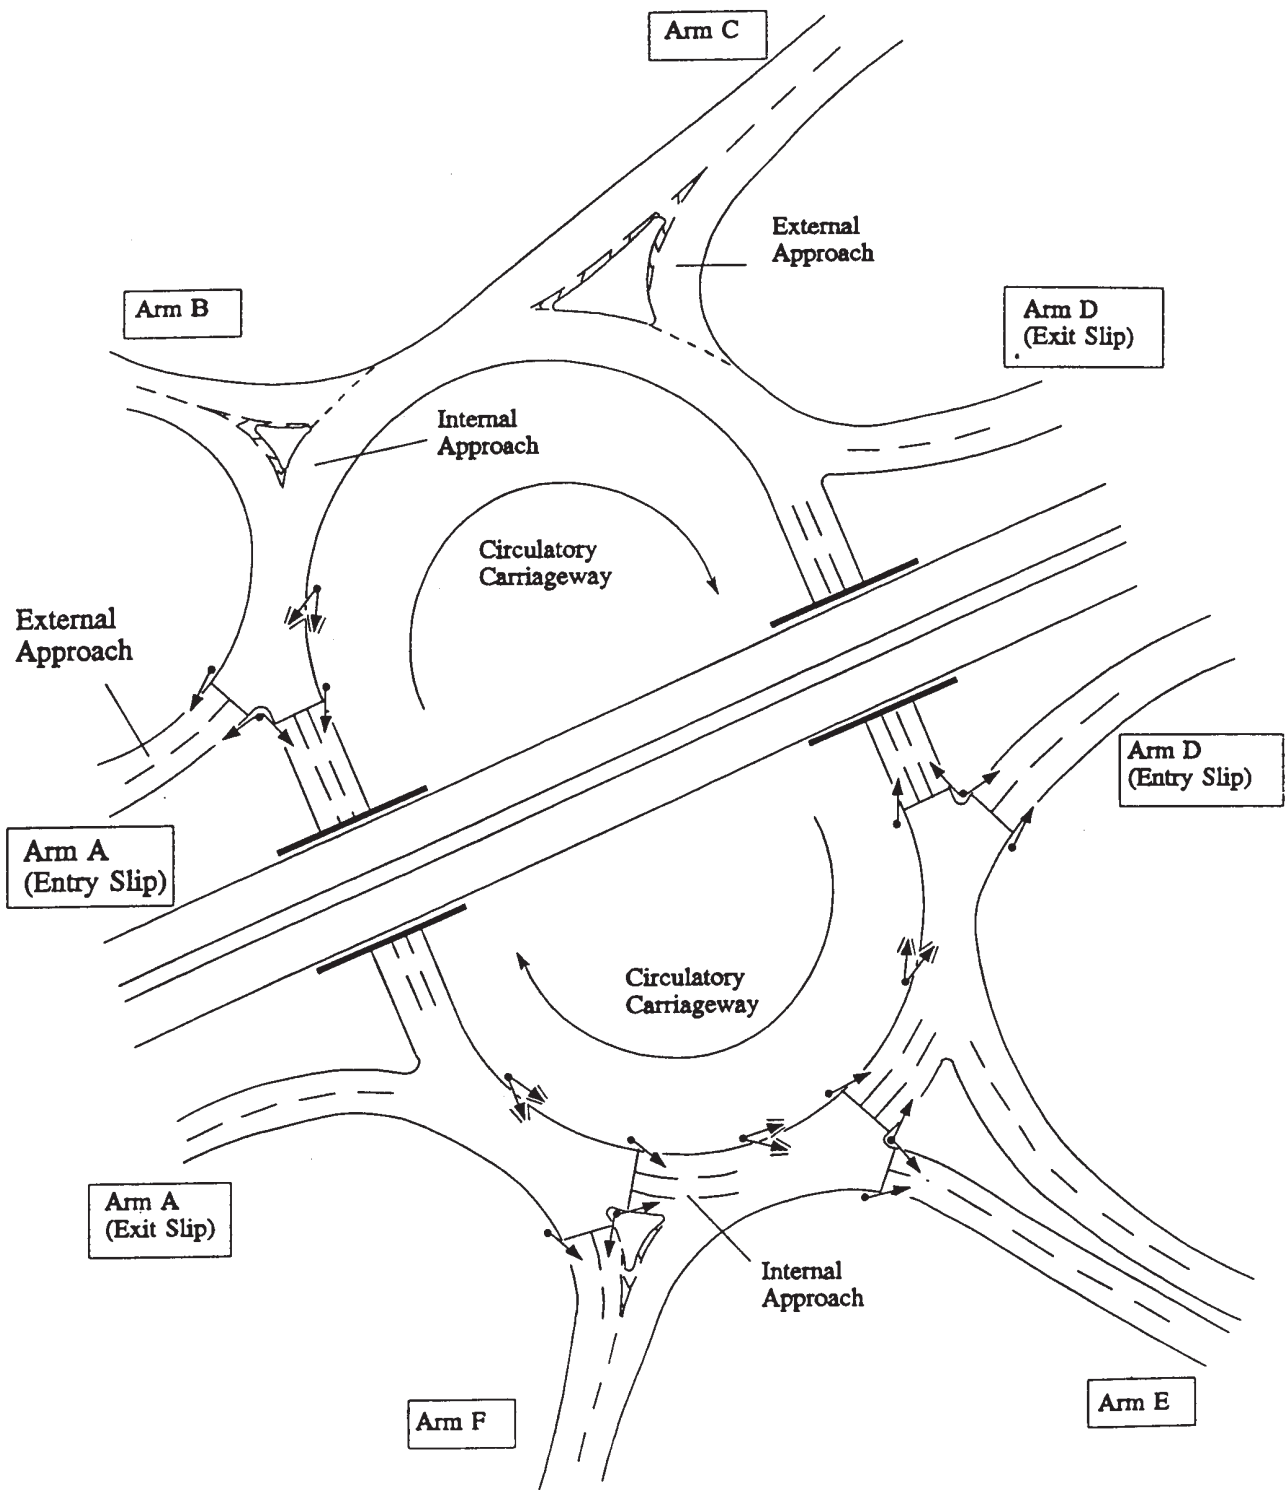 Arm C
External
Approach
Arm B
Arm D
(Exit Slip)
Internal
Approach
Circulatory
Carriageway
External
Approach
Arm D
(Entry Slip)
Arm A
(Entry Slip)
Circulatory
Carriageway
Arm A
(Exit Slip)
Internal
Approach
Arm E
Arm F